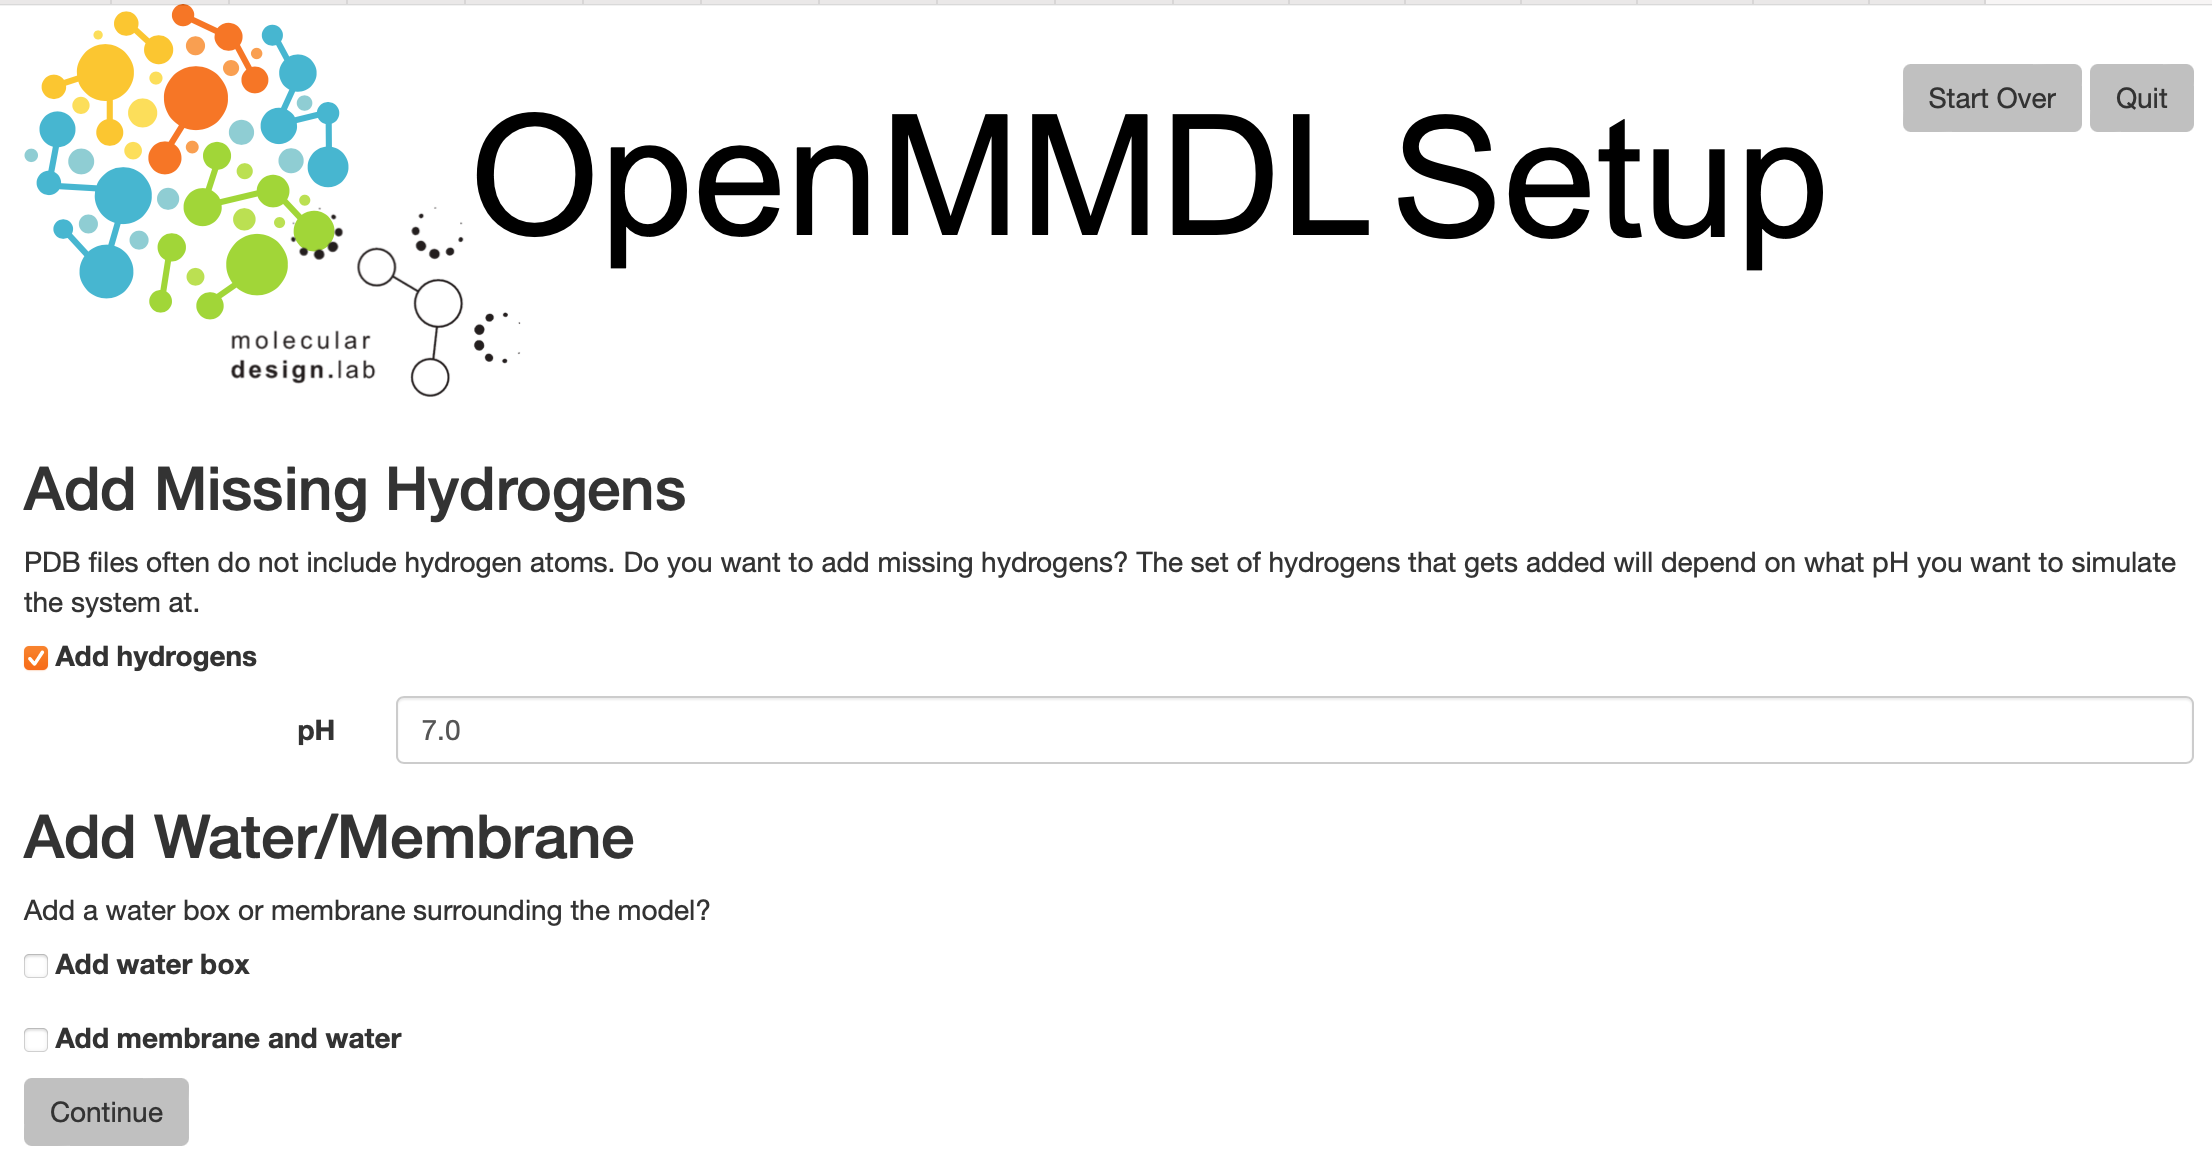 OpenMMDL Setup
Start Over
Quit
molecular
design.lab
Add Missing Hydrogens
PDB files often do not include hydrogen atoms. Do you want to add missing hydrogens? The set of hydrogens that gets added will depend on what pH you want to simulate
the system at.
Add hydrogens
pH
7.0
Add Water/Membrane
Add a water box or membrane surrounding the model?
Add water box
Add membrane and water
Continue